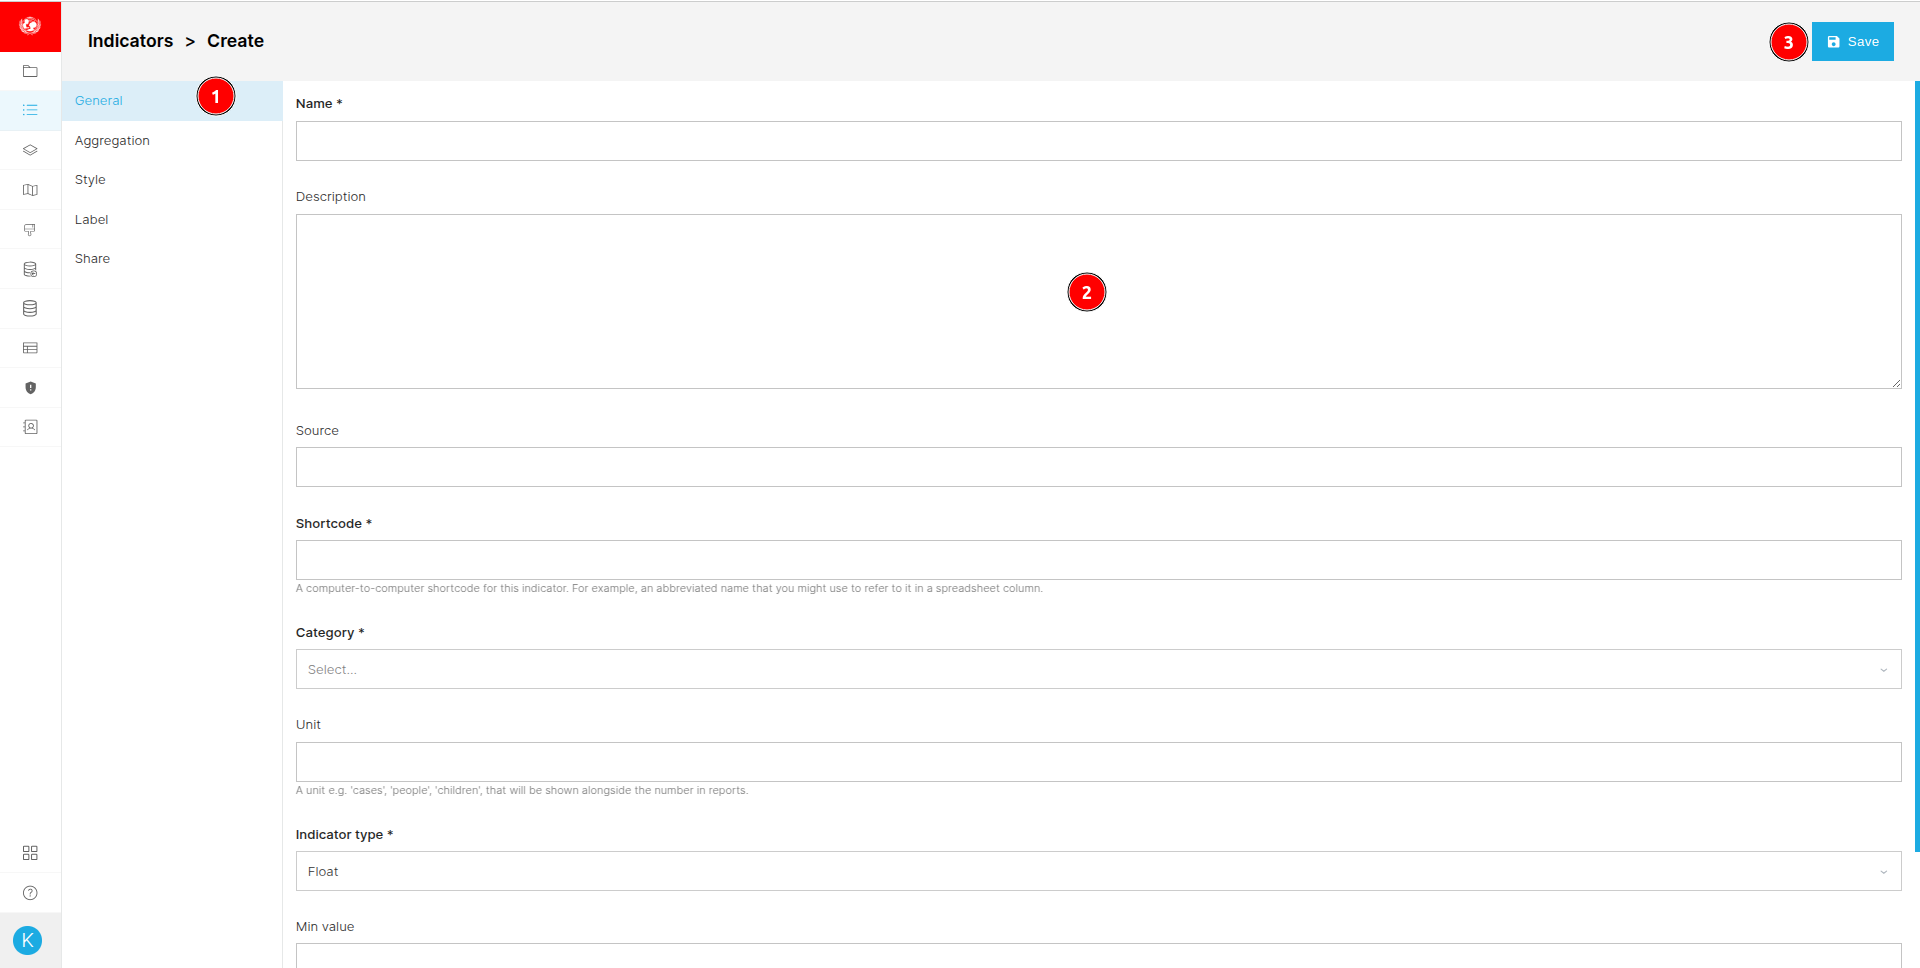 Indicators > Create
3
Save
General
1
Aggregation
Style
Label
Share
Name *
Description
2
Source
Shortcode *
A computer-to-computer shortcode for this indicator. For example, an abbreviated name that you might use to refer to it in a spreadsheet column.
Category *
Select...
Unit
A unit e.g. 'cases', 'people', 'children', that will be shown alongside the number in reports.
Indicator type *
Float
Min value
K